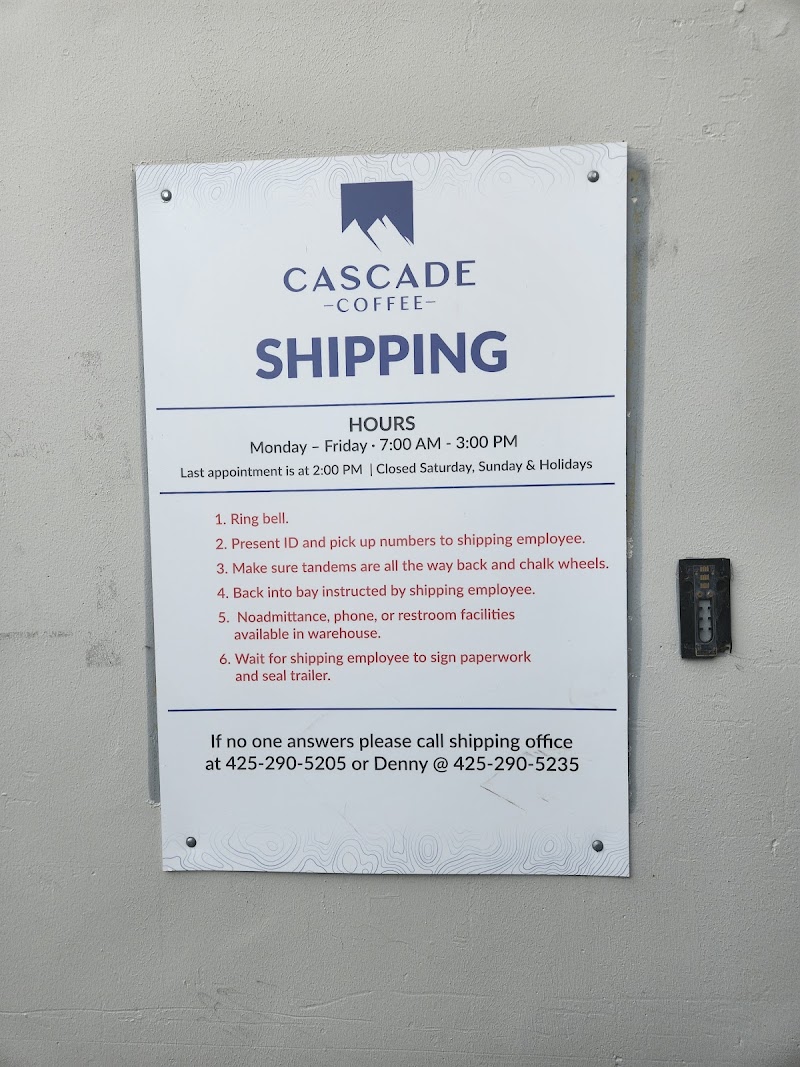 CASCADE
-COFFEE-
SHIPPING
HOURS
Monday – Friday · 7:00 AM - 3:00 PM
Last appointment is at 2:00 PM | Closed Saturday, Sunday & Holidays
1. Ring bell.
2. Present ID and pick up numbers to shipping employee.
3. Make sure tandems are all the way back and chalk wheels.
4. Back into bay instructed by shipping employee.
5. Noadmittance, phone, or restroom facilities
available in warehouse.
6. Wait for shipping employee to sign paperwork
and seal trailer.
If no one answers please call shipping office
at 425-290-5205 or Denny @ 425-290-5235